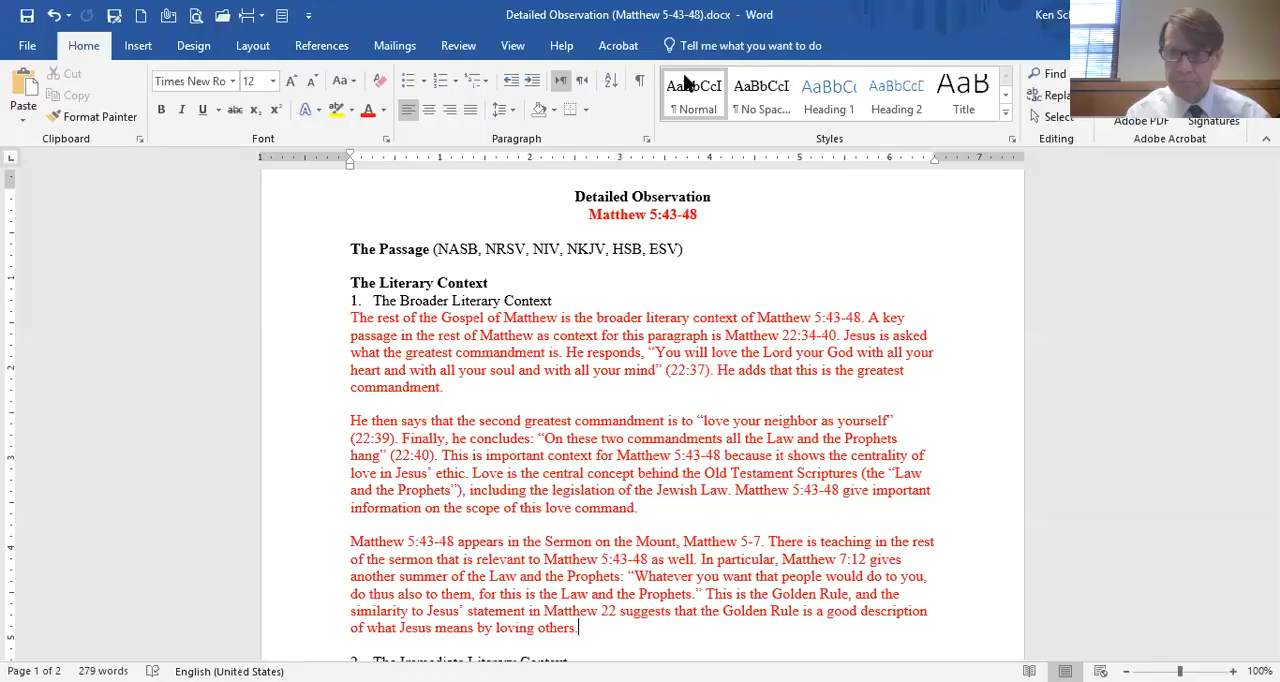 Detailed Observation (Matthew 5-43-48).docx - Word
Ken Sc
File Home Insert Design Layout References Mailings Review View Help Acrobat Tell me what you want to do
Paste
Cut
Copy
Format Painter
Clipboard
Times New Ro 12
Font
Paragraph
¶ Normal
AaBbCcI
¶ No Spac...
AaBbC
Heading 1
AaBbCcD
Heading 2
AaB
Title
Styles
Find
Repla
Select
Editing
Adobe PDF
Signatures
Adobe Acrobat
Detailed Observation
Matthew 5:43-48
The Passage (NASB, NRSV, NIV, NKJV, HSB, ESV)
The Literary Context
1. The Broader Literary Context
The rest of the Gospel of Matthew is the broader literary context of Matthew 5:43-48. A key
passage in the rest of Matthew as context for this paragraph is Matthew 22:34-40. Jesus is asked
what the greatest commandment is. He responds, “You will love the Lord your God with all your
heart and with all your soul and with all your mind” (22:37). He adds that this is the greatest
commandment.
He then says that the second greatest commandment is to “love your neighbor as yourself”
(22:39). Finally, he concludes: “On these two commandments all the Law and the Prophets
hang” (22:40). This is important context for Matthew 5:43-48 because it shows the centrality of
love in Jesus’ ethic. Love is the central concept behind the Old Testament Scriptures (the “Law
and the Prophets”), including the legislation of the Jewish Law. Matthew 5:43-48 give important
information on the scope of this love command.
Matthew 5:43-48 appears in the Sermon on the Mount, Matthew 5-7. There is teaching in the rest
of the sermon that is relevant to Matthew 5:43-48 as well. In particular, Matthew 7:12 gives
another summer of the Law and the Prophets: “Whatever you want that people would do to you,
do thus also to them, for this is the Law and the Prophets.” This is the Golden Rule, and the
similarity to Jesus’ statement in Matthew 22 suggests that the Golden Rule is a good description
of what Jesus means by loving others.
2. The Immediate Literary Context
Page 1 of 2 279 words English (United States) 100%